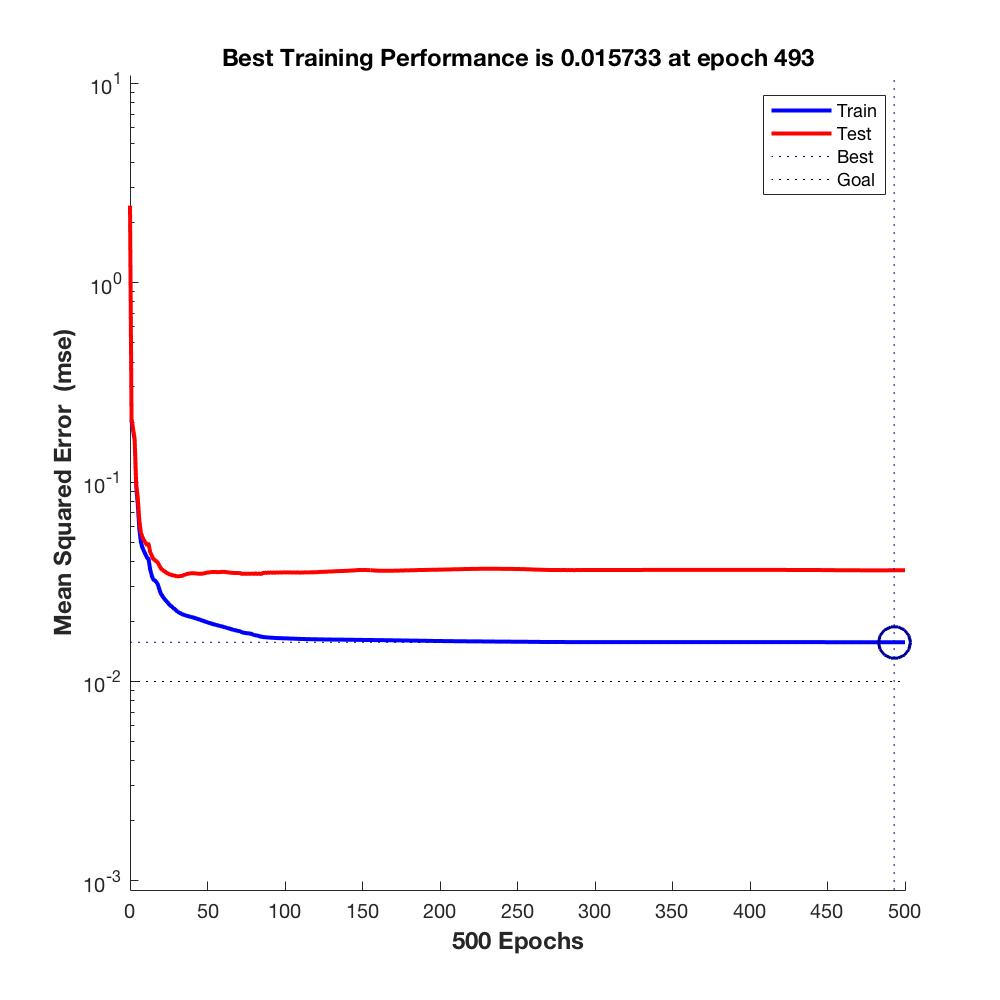 Best Training Performance is 0.015733 at epoch 493
Train
Test
Best
Goal
10^1
10^0
10^-1
10^-2
10^-3
Mean Squared Error (mse)
0 50 100 150 200 250 300 350 400 450 500
500 Epochs